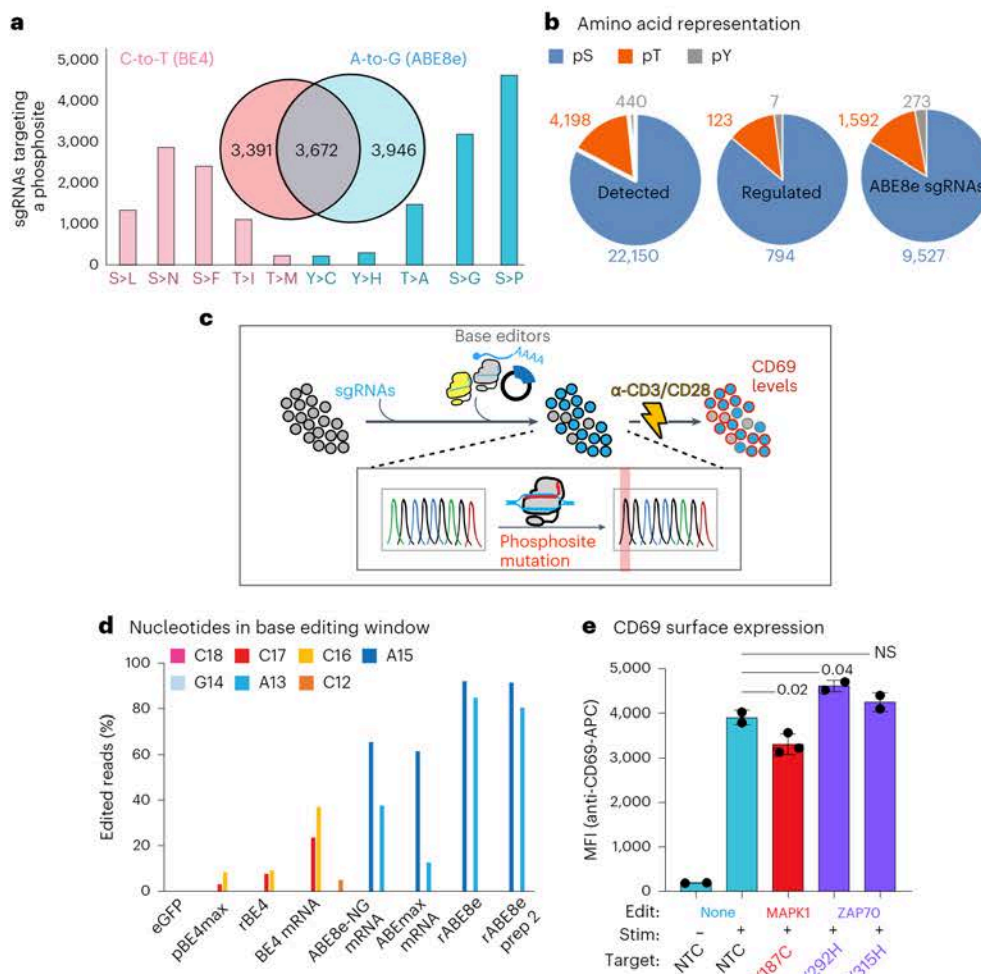 a
C-to-T (BE4)
A-to-G (ABE8e)
sgRNAs targeting
a phosphosite
5,000
4,000
3,000
2,000
1,000
0
3,391
3,672
3,946
S>L S>N S>F T>I T>M Y>C Y>H T>A S>G S>P
b Amino acid representation
pS pT pY
440
4,198
Detected
22,150
7
123
Regulated
794
273
1,592
ABE8e sgRNAs
9,527
c
Base editors
AAAA
sgRNAs
α-CD3/CD28
CD69
levels
Phosphosite
mutation
d Nucleotides in base editing window
C18 C17 C16 A15
G14 A13 C12
Edited reads (%)
100
80
60
40
20
0
eGFP
pBE4max
rBE4
BE4 mRNA
ABE8e-NG
mRNA
ABEmax
mRNA
rABE8e
rABE8e
prep 2
e CD69 surface expression
MFI (anti-CD69-APC)
5,000
4,000
3,000
2,000
1,000
0
NS
0.04
0.02
Edit: None MAPK1 ZAP70
Stim: – + + + +
Target: NTC NTC 187C 292H 315H